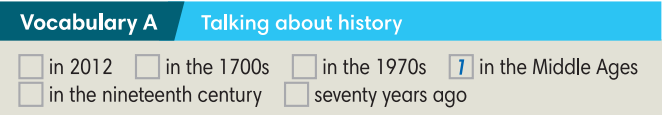 Vocabulary A Talking about history
in 2012 in the 1700s in the 1970s 1 in the Middle Ages
in the nineteenth century seventy years ago